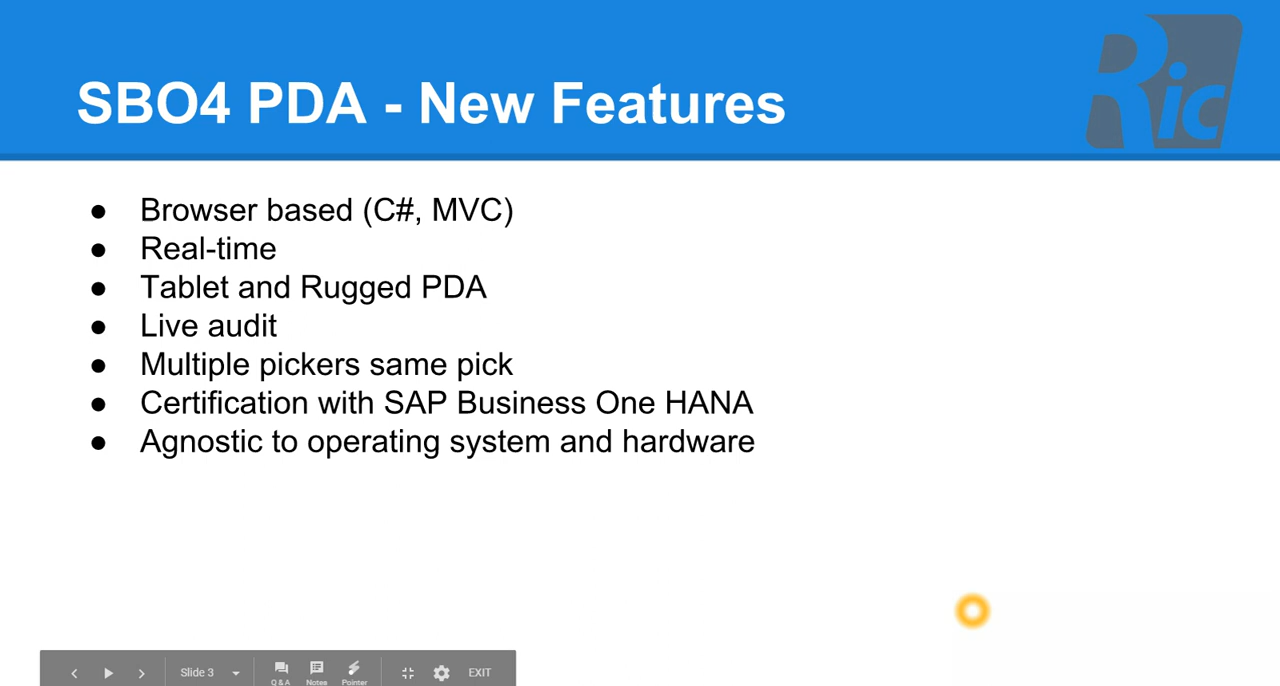 Ric
SBO4 PDA - New Features
● Browser based (C#, MVC)
● Real-time
● Tablet and Rugged PDA
● Live audit
● Multiple pickers same pick
● Certification with SAP Business One HANA
● Agnostic to operating system and hardware
Slide 3
Q & A
Notes
Pointer
EXIT